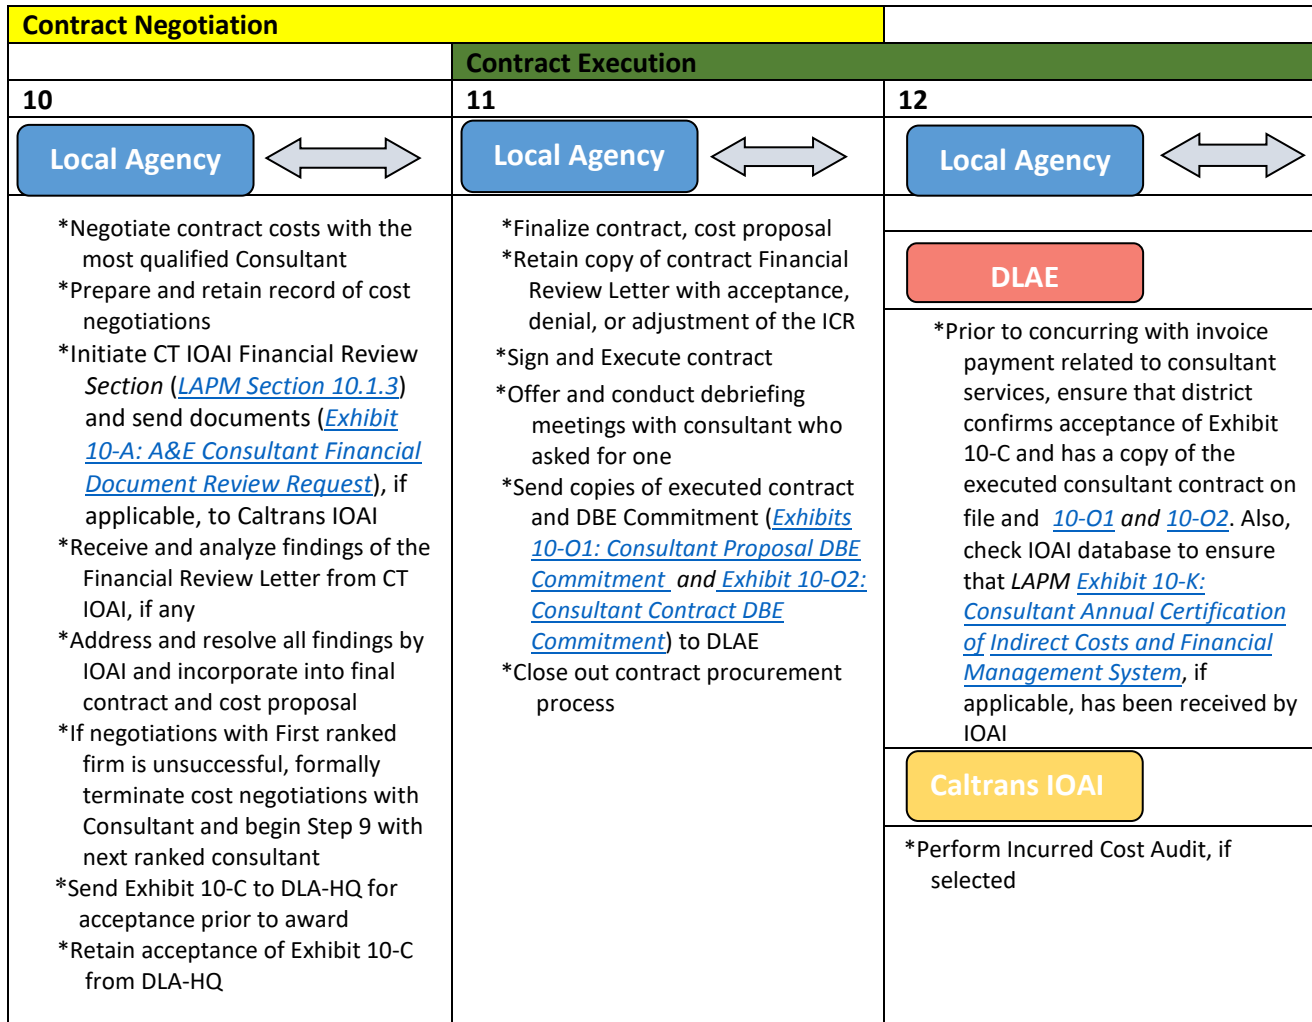 Contract Negotiation
Contract Execution
10
11
12
Local Agency
Local Agency
Local Agency
*Negotiate contract costs with the
most qualified Consultant
*Prepare and retain record of cost
negotiations
*Initiate CT IOAI Financial Review
Section (LAPM Section 10.1.3)
and send documents (Exhibit
10-A: A&E Consultant Financial
Document Review Request), if
applicable, to Caltrans IOAI
*Receive and analyze findings of the
Financial Review Letter from CT
IOAI, if any
*Address and resolve all findings by
IOAI and incorporate into final
contract and cost proposal
*If negotiations with First ranked
firm is unsuccessful, formally
terminate cost negotiations with
Consultant and begin Step 9 with
next ranked consultant
*Send Exhibit 10-C to DLA-HQ for
acceptance prior to award
*Retain acceptance of Exhibit 10-C
from DLA-HQ
*Finalize contract, cost proposal
*Retain copy of contract Financial
Review Letter with acceptance,
denial, or adjustment of the ICR
*Sign and Execute contract
*Offer and conduct debriefing
meetings with consultant who
asked for one
*Send copies of executed contract
and DBE Commitment (Exhibits
10-O1: Consultant Proposal DBE
Commitment and Exhibit 10-O2:
Consultant Contract DBE
Commitment) to DLAE
*Close out contract procurement
process
DLAE
*Prior to concurring with invoice
payment related to consultant
services, ensure that district
confirms acceptance of Exhibit
10-C and has a copy of the
executed consultant contract on
file and 10-O1 and 10-O2. Also,
check IOAI database to ensure
that LAPM Exhibit 10-K:
Consultant Annual Certification
of Indirect Costs and Financial
Management System, if
applicable, has been received by
IOAI
Caltrans IOAI
*Perform Incurred Cost Audit, if
selected